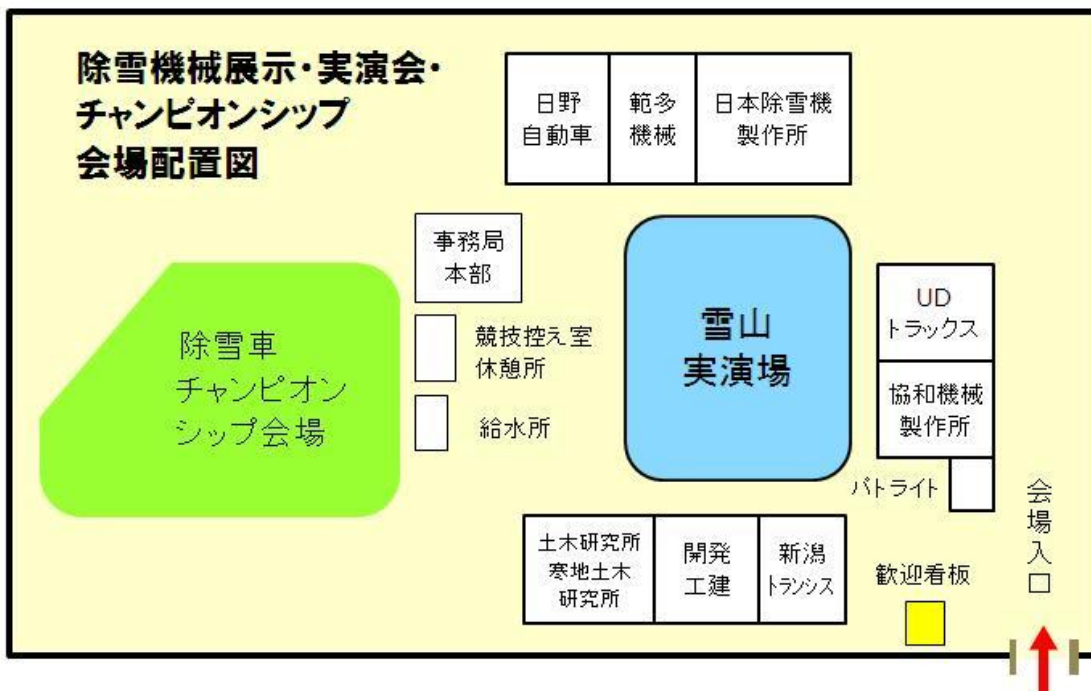 除雪機械展示・実演会・
チャンピオンシップ
会場配置図
日野
自動車
範多
機械
日本除雪機
製作所
事務局
本部
競技控え室
休憩所
給水所
除雪車
チャンピオン
シップ会場
雪山
実演場
UD
トラックス
協和機械
製作所
パトライト
会場入口
土木研究所
寒地土木
研究所
開発
工建
新潟
トランシス
歓迎看板